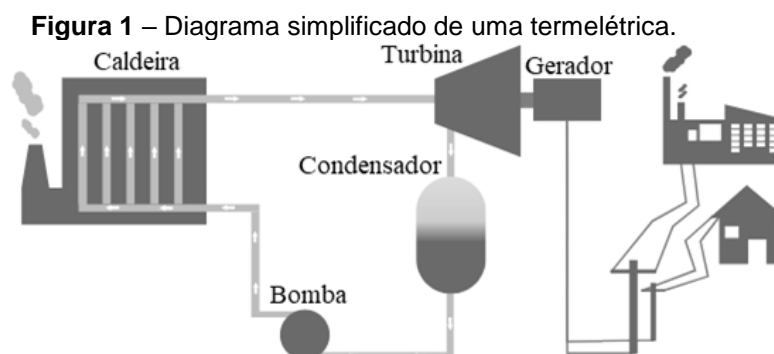 Figura 1 – Diagrama simplificado de uma termelétrica.
Caldeira
Turbina
Gerador
Condensador
Bomba